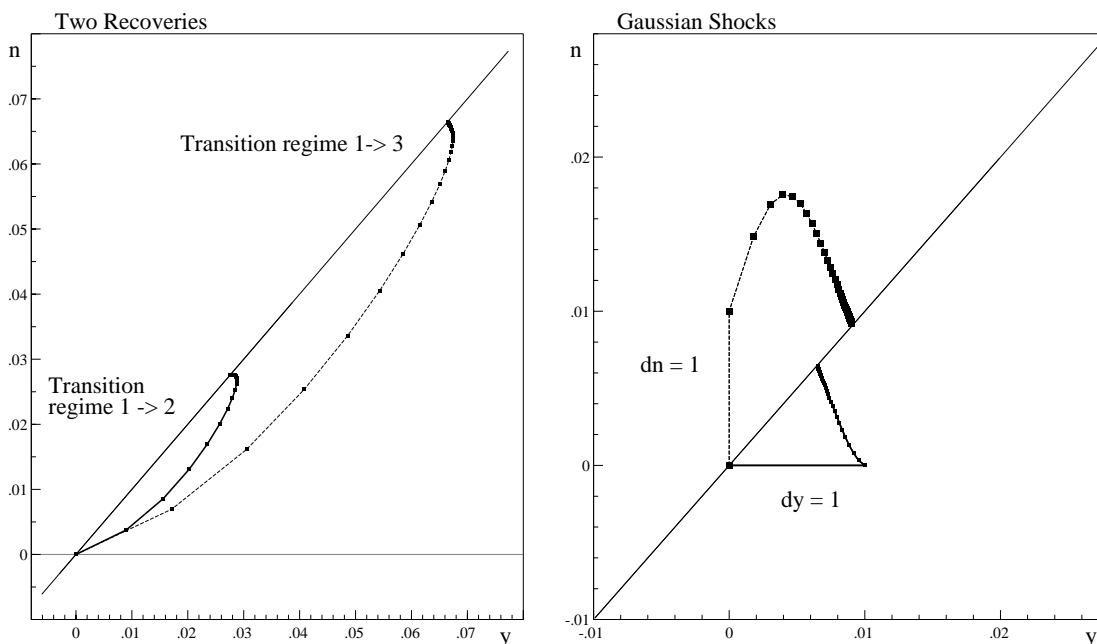 Two Recoveries
n
.07
.06
.05
.04
.03
.02
.01
0
Transition regime 1-> 3
Transition
regime 1 -> 2
0 .01 .02 .03 .04 .05 .06 .07 y
Gaussian Shocks
n
.02
.01
0
-.01
dn = 1
dy = 1
-.01 0 .01 .02 y